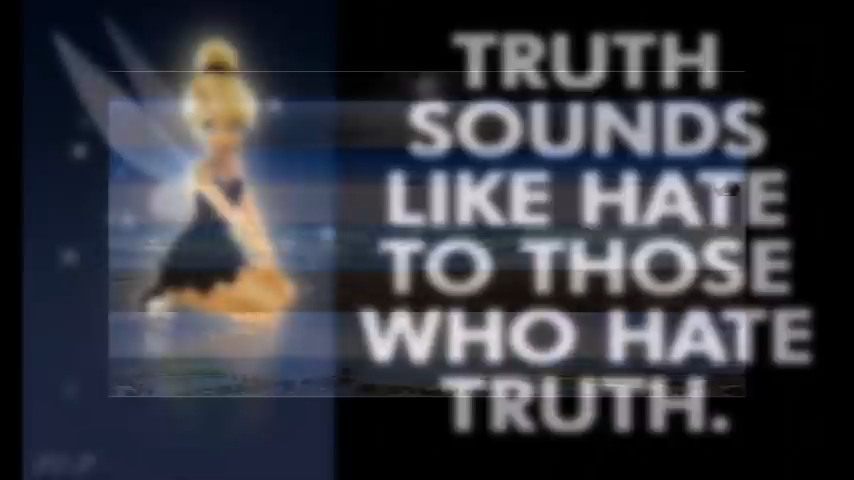 TRUTH
SOUNDS
LIKE HATE
TO THOSE
WHO HATE
TRUTH.